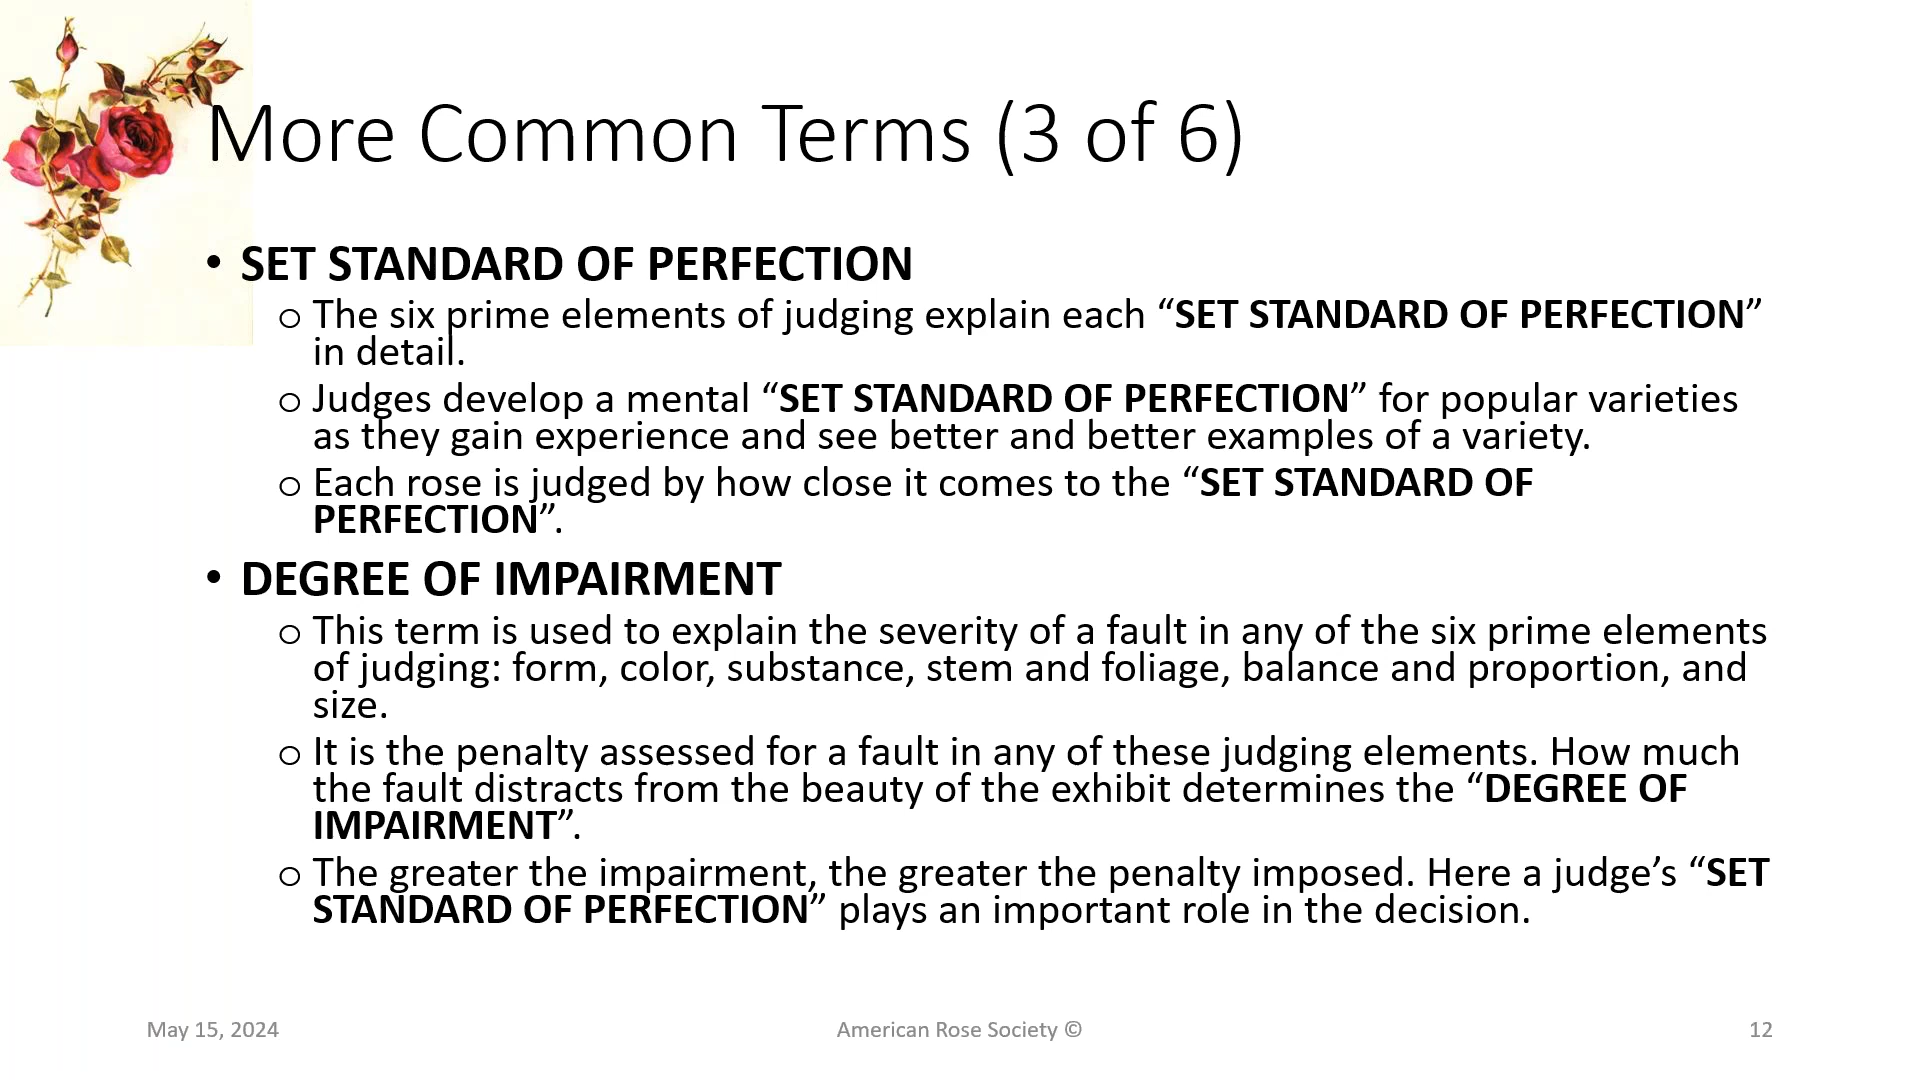 More Common Terms (3 of 6)
• SET STANDARD OF PERFECTION
o The six prime elements of judging explain each “SET STANDARD OF PERFECTION”
in detail.
o Judges develop a mental “SET STANDARD OF PERFECTION” for popular varieties
as they gain experience and see better and better examples of a variety.
o Each rose is judged by how close it comes to the “SET STANDARD OF
PERFECTION”.
• DEGREE OF IMPAIRMENT
o This term is used to explain the severity of a fault in any of the six prime elements
of judging: form, color, substance, stem and foliage, balance and proportion, and
size.
o It is the penalty assessed for a fault in any of these judging elements. How much
the fault distracts from the beauty of the exhibit determines the “DEGREE OF
IMPAIRMENT”.
o The greater the impairment, the greater the penalty imposed. Here a judge’s “SET
STANDARD OF PERFECTION” plays an important role in the decision.
May 15, 2024
American Rose Society ©
12